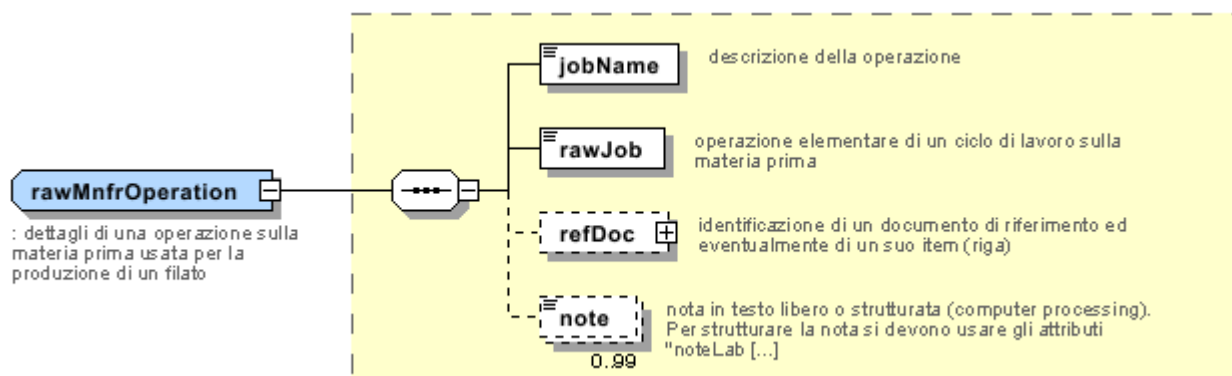 jobName
descrizione della operazione
rawJob
operazione elementare di un ciclo di lavoro sulla
materia prima
rawMnfrOperation
: dettagli di una operazione sulla
materia prima usata per la
produzione di un filato
refDoc
identificazione di un documento di riferimento ed
eventualmente di un suo item (riga)
note
nota in testo libero o strutturata (computer processing).
Per strutturare la nota si devono usare gli attributi
"noteLab [...]
0..99